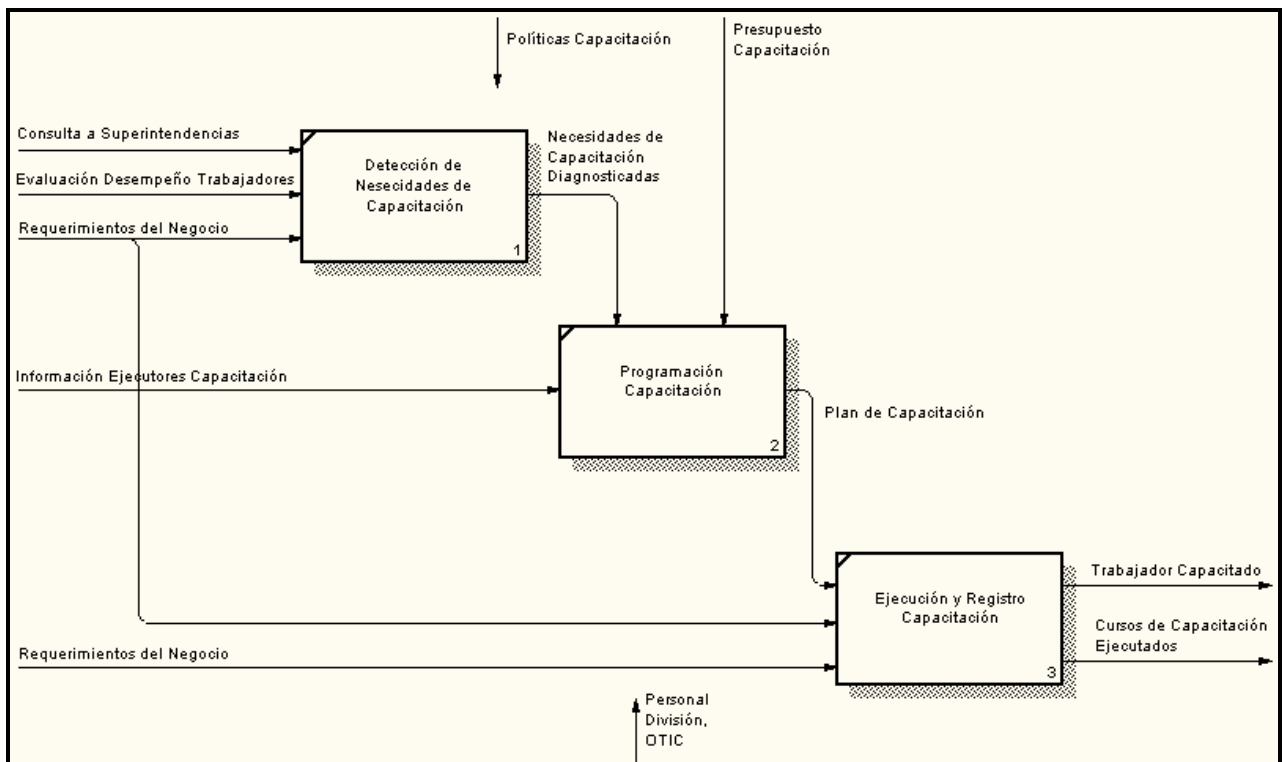 Políticas Capacitación
Presupuesto
Capacitación
Consulta a Superintendencias
Evaluación Desempeño Trabajadores
Requerimientos del Negocio
Detección de
Nesecidades de
Capacitación
1
Necesidades de
Capacitación
Diagnosticadas
Información Ejecutores Capacitación
Programación
Capacitación
2
Plan de Capacitación
Ejecución y Registro
Capacitación
3
Trabajador Capacitado
Cursos de Capacitación
Ejecutados
Requerimientos del Negocio
Personal
División,
OTIC